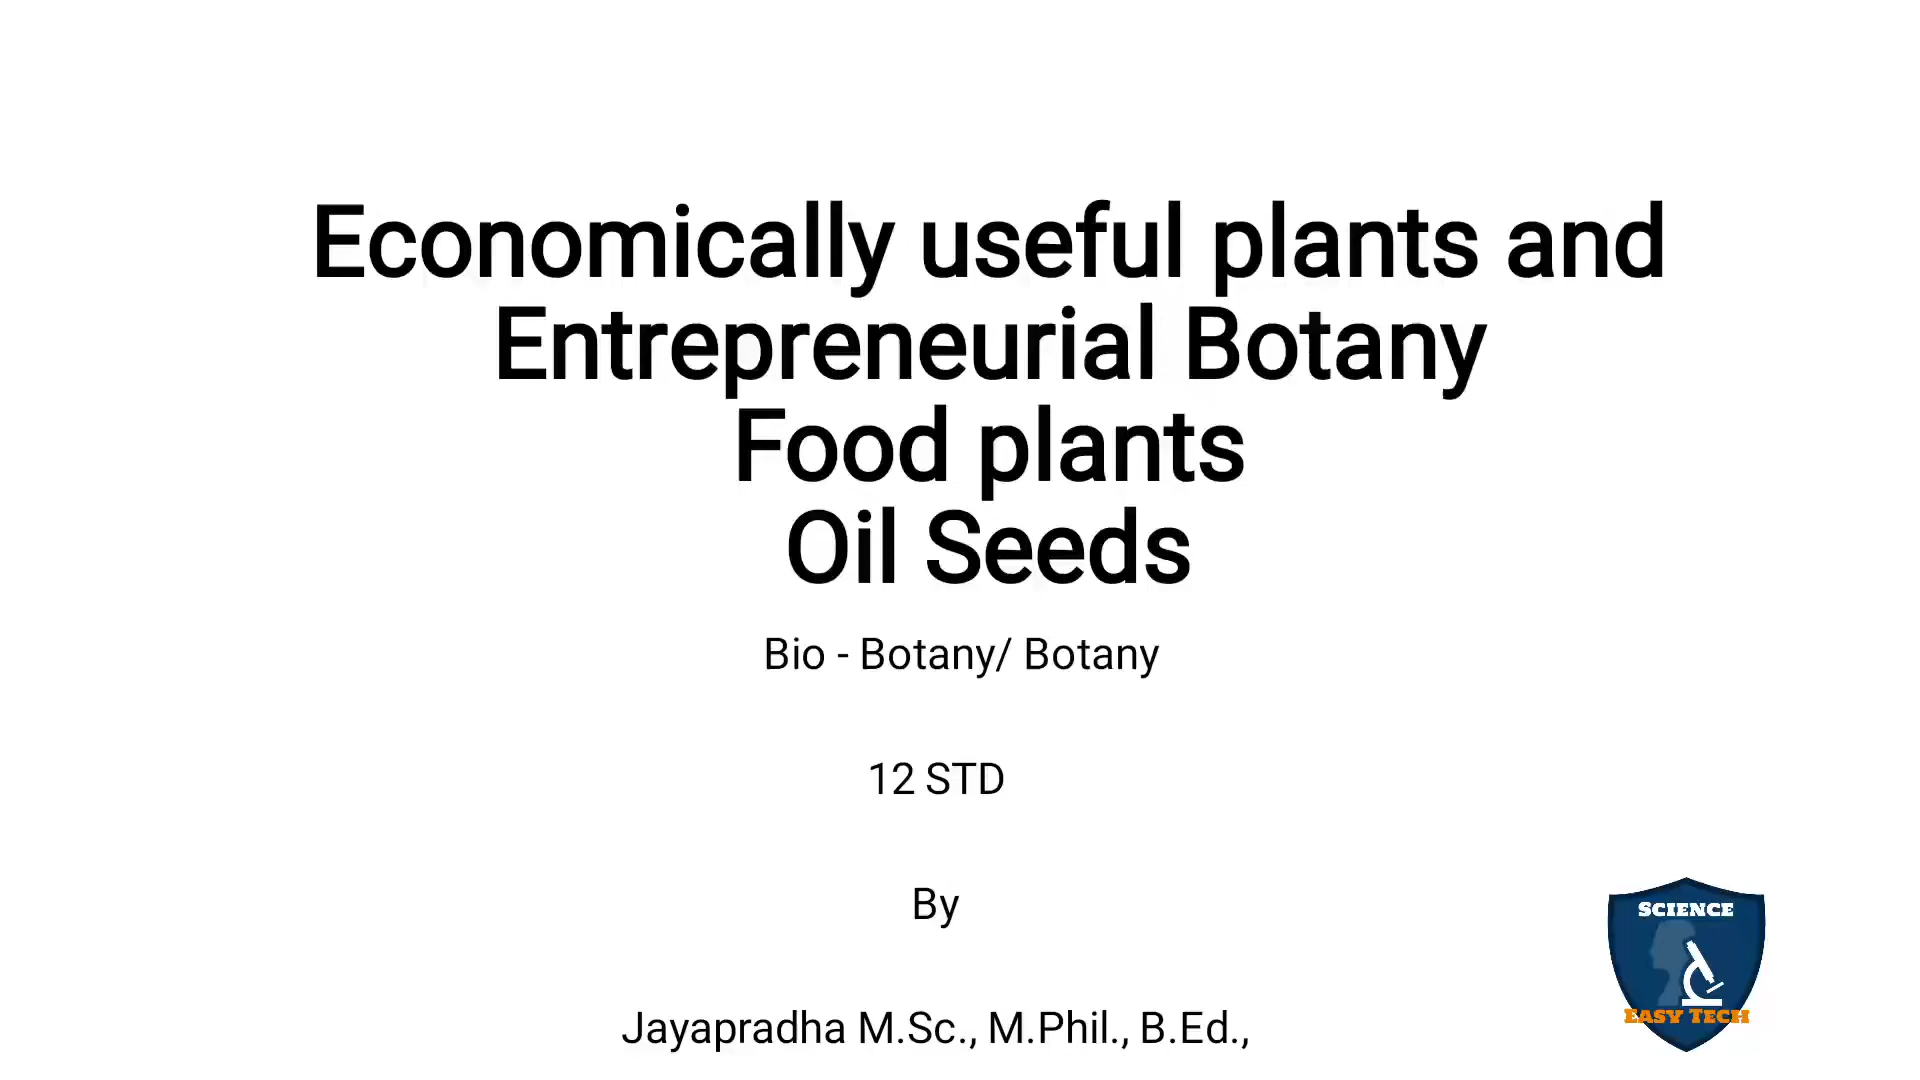 Economically useful plants and
Entrepreneurial Botany
Food plants
Oil Seeds
Bio - Botany/ Botany
12 STD
By
Jayapradha M.Sc., M.Phil., B.Ed.,
SCIENCE
EASY TECH